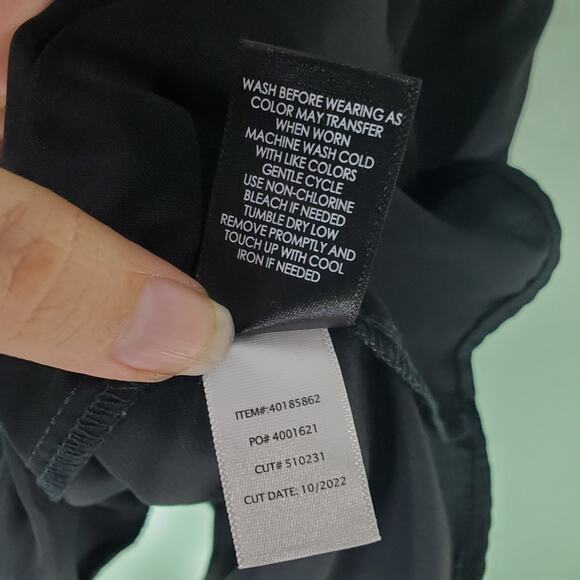 WASH BEFORE WEARING AS
COLOR MAY TRANSFER
WHEN WORN
MACHINE WASH COLD
WITH LIKE COLORS
GENTLE CYCLE
USE NON-CHLORINE
BLEACH IF NEEDED
TUMBLE DRY LOW
REMOVE PROMPTLY AND
TOUCH UP WITH COOL
IRON IF NEEDED
ITEM#:40185862
PO# 4001621
CUT# 510231
CUT DATE: 10/2022